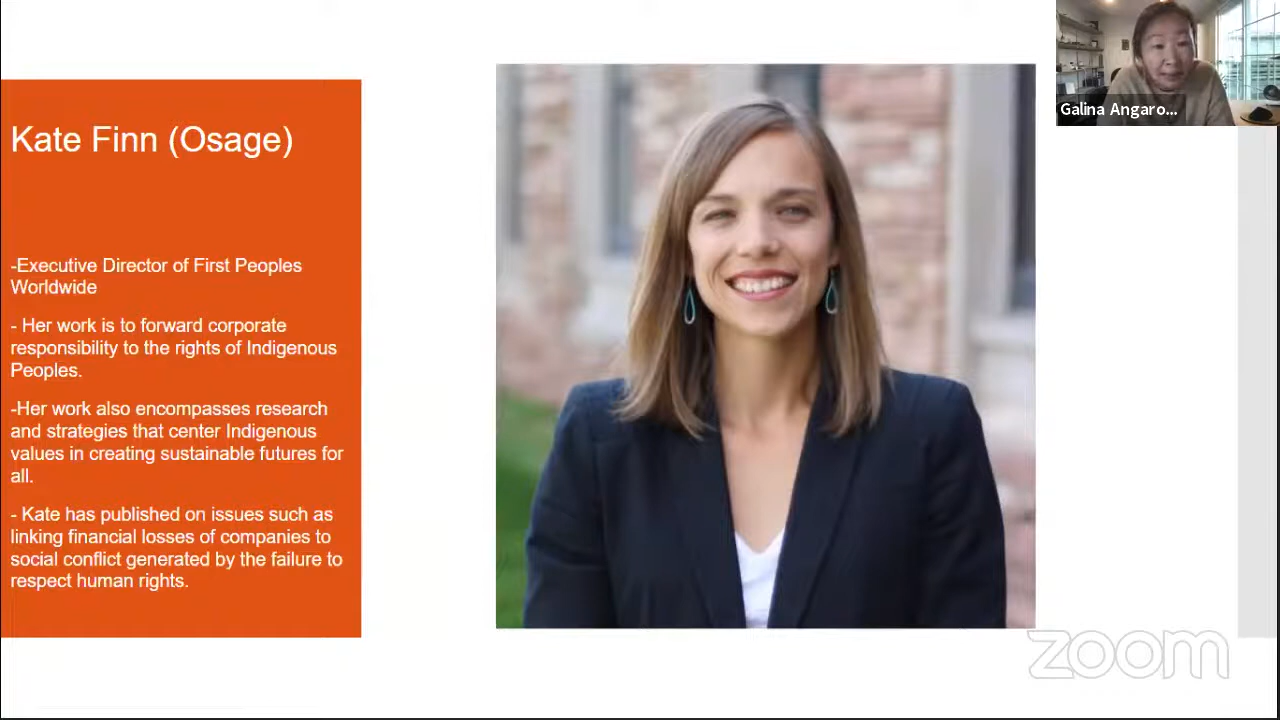 Kate Finn (Osage)
-Executive Director of First Peoples
Worldwide
- Her work is to forward corporate
responsibility to the rights of Indigenous
Peoples.
-Her work also encompasses research
and strategies that center Indigenous
values in creating sustainable futures for
all.
- Kate has published on issues such as
linking financial losses of companies to
social conflict generated by the failure to
respect human rights.
Galina Angaro...
zoom